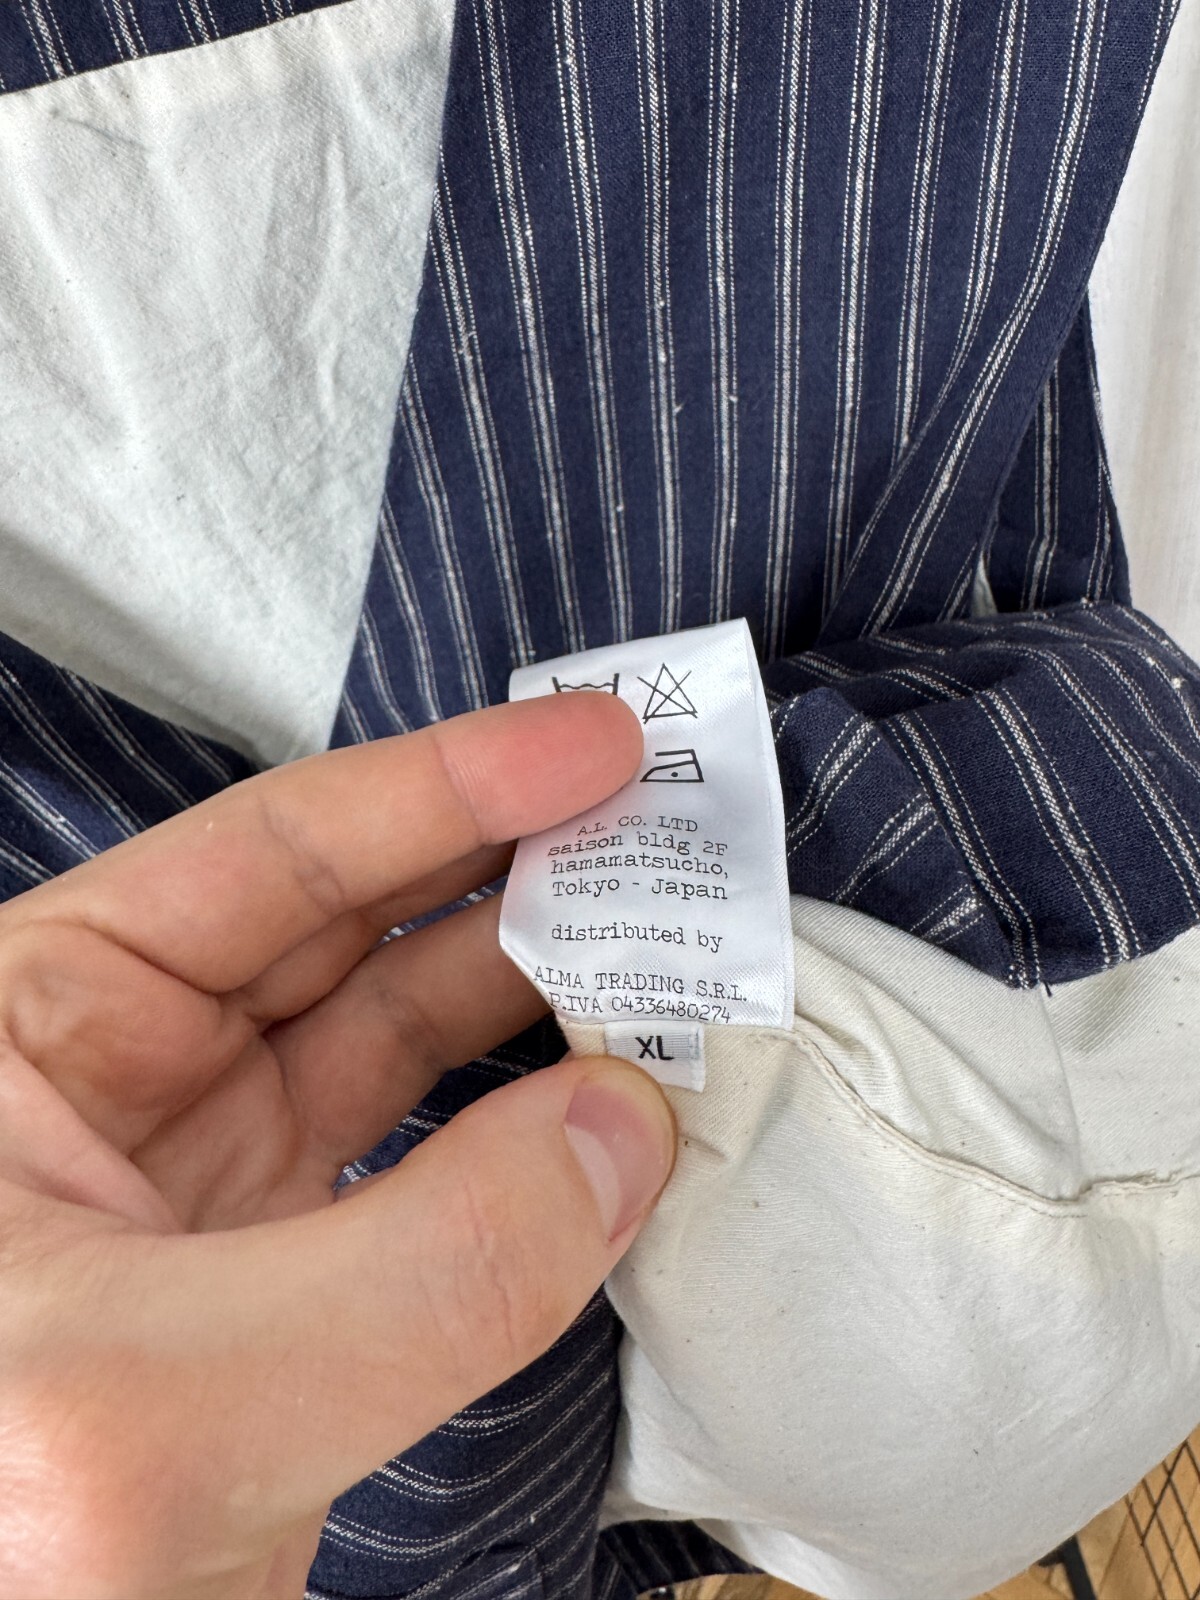 A.L. CO. LTD
saison bldg 2F
hamamatsucho,
Tokyo - Japan
distributed by
ALMA TRADING S.R.L.
P.IVA 04336480274
XL